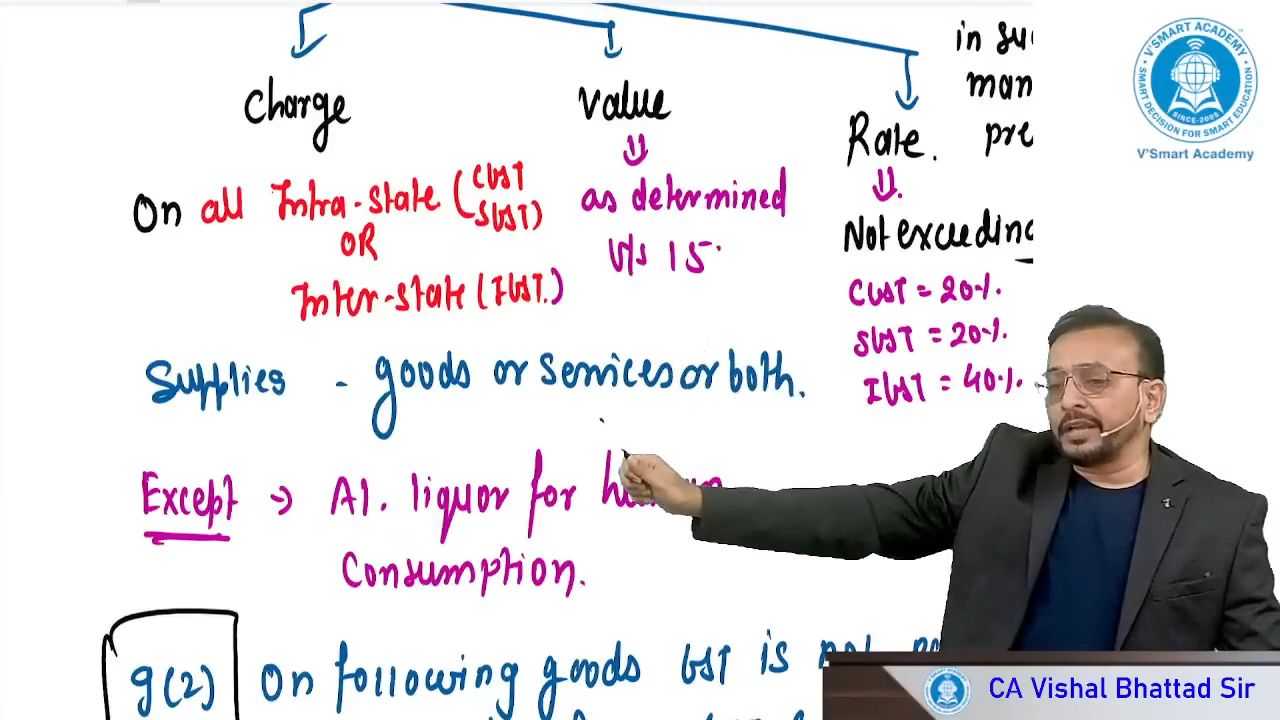 Charge
On all Intra-state (CGST
SGST)
OR
Inter-state (IGST.)
Value
as determined
U/s 15.
Rate.
Not exceeding
CGST = 20%.
SGST = 20%.
IGST = 40%.
in su
man
pre
Supplies - goods or services or both.
Except → Al. liquor for
Consumption.
9(2) On following goods GST is not
V'SMART ACADEMY
SMART DECISION FOR SMART EDUCATION
SINCE-2005
V'Smart Academy
CA Vishal Bhattad Sir